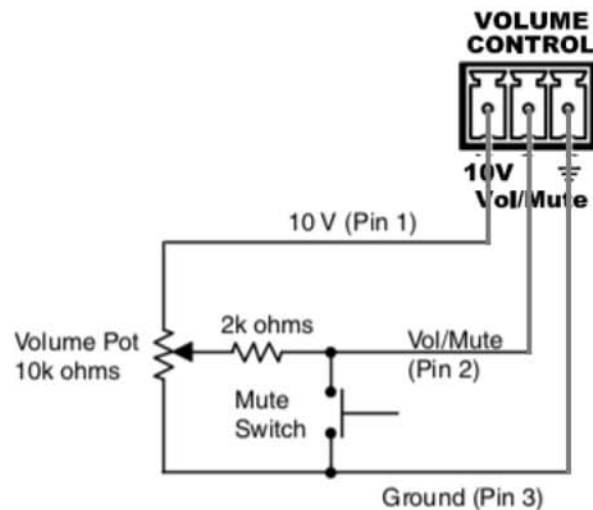 VOLUME
CONTROL
10V
Vol/Mute
10 V (Pin 1)
2k ohms
Volume Pot
10k ohms
Vol/Mute
(Pin 2)
Mute
Switch
Ground (Pin 3)